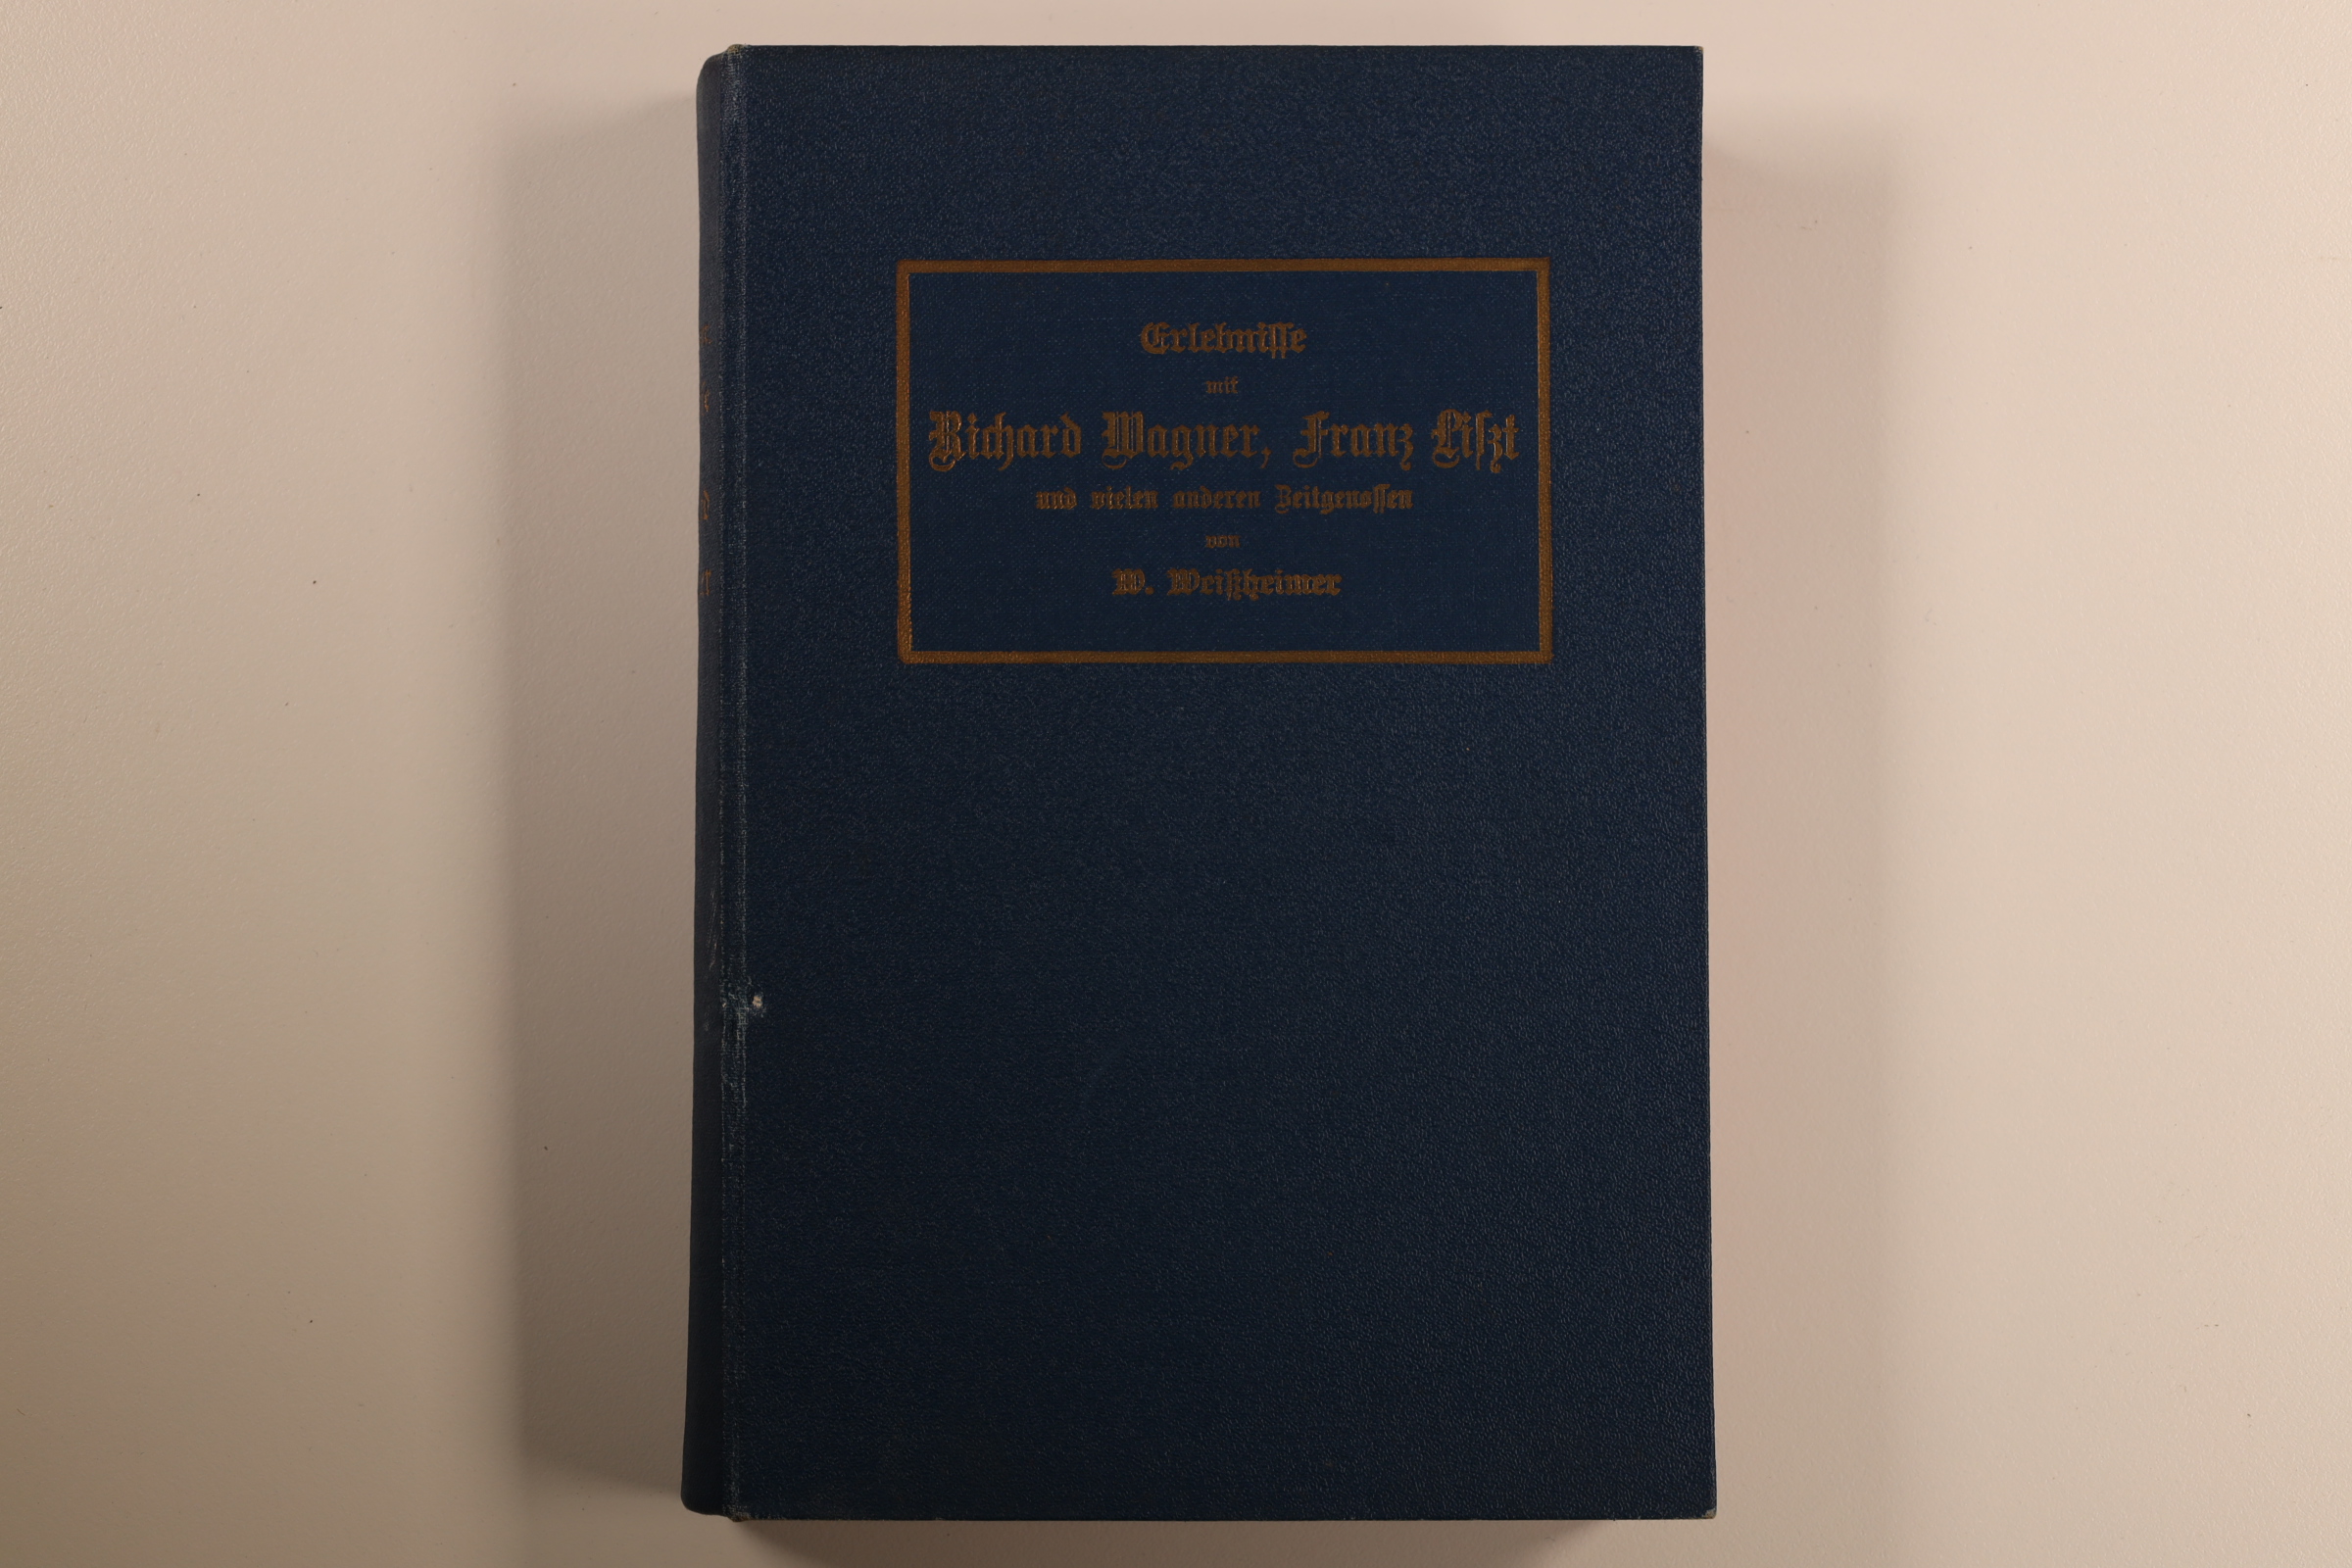 Erlebnisse
mit
Richard Wagner, Franz Liszt
und vielen anderen Zeitgenossen
von
W. Weißheimer